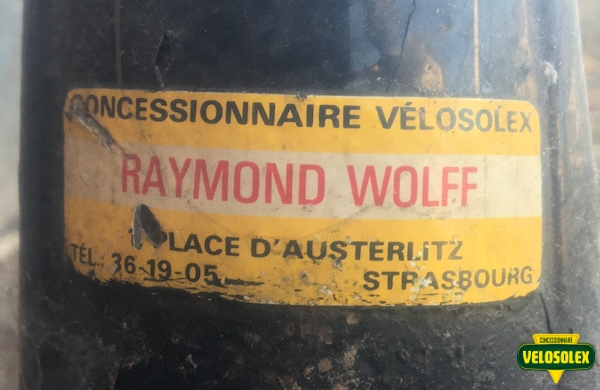 CONCESSIONNAIRE VÉLOSOLEX
RAYMOND WOLFF
PLACE D'AUSTERLITZ
TÉL.: 36-19-05
STRASBOURG
CONCESSIONNAIRE
VELOSOLEX